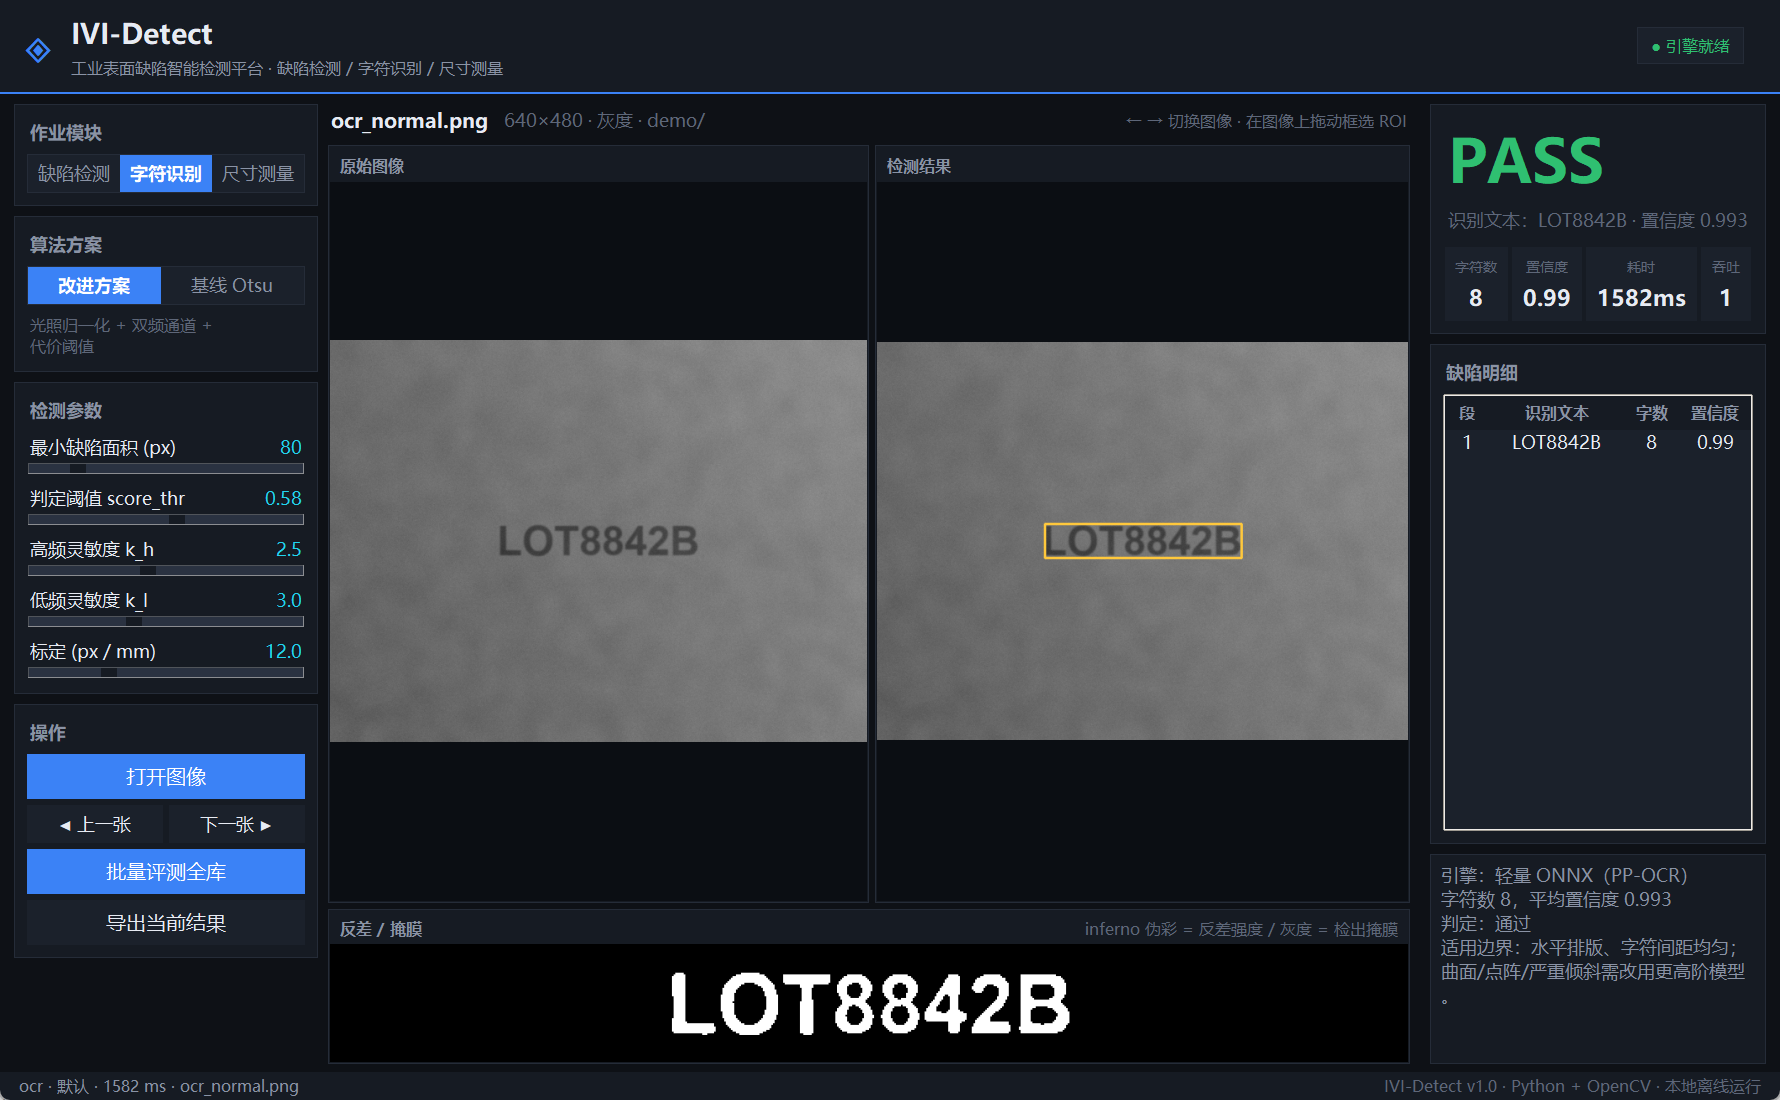 IVI-Detect
工业表面缺陷智能检测平台 · 缺陷检测 / 字符识别 / 尺寸测量
● 引擎就绪
作业模块
缺陷检测 字符识别 尺寸测量
算法方案
改进方案 基线 Otsu
光照归一化 + 双频通道 +
代价阈值
检测参数
最小缺陷面积 (px) 80
判定阈值 score_thr 0.58
高频灵敏度 k_h 2.5
低频灵敏度 k_l 3.0
标定 (px / mm) 12.0
操作
打开图像
◄ 上一张 下一张 ►
批量评测全库
导出当前结果
ocr_normal.png 640×480 · 灰度 · demo/
←→ 切换图像 · 在图像上拖动框选 ROI
原始图像
LOT8842B
检测结果
LOT8842B
反差 / 掩膜 inferno 伪彩 = 反差强度 / 灰度 = 检出掩膜
LOT8842B
PASS
识别文本：LOT8842B · 置信度 0.993
字符数 置信度 耗时 吞吐
8 0.99 1582ms 1
缺陷明细
段 识别文本 字数 置信度
1 LOT8842B 8 0.99
引擎：轻量 ONNX（PP-OCR）
字符数 8，平均置信度 0.993
判定：通过
适用边界：水平排版、字符间距均匀；
曲面/点阵/严重倾斜需改用更高阶模型
。
ocr · 默认 · 1582 ms · ocr_normal.png
IVI-Detect v1.0 · Python + OpenCV · 本地离线运行